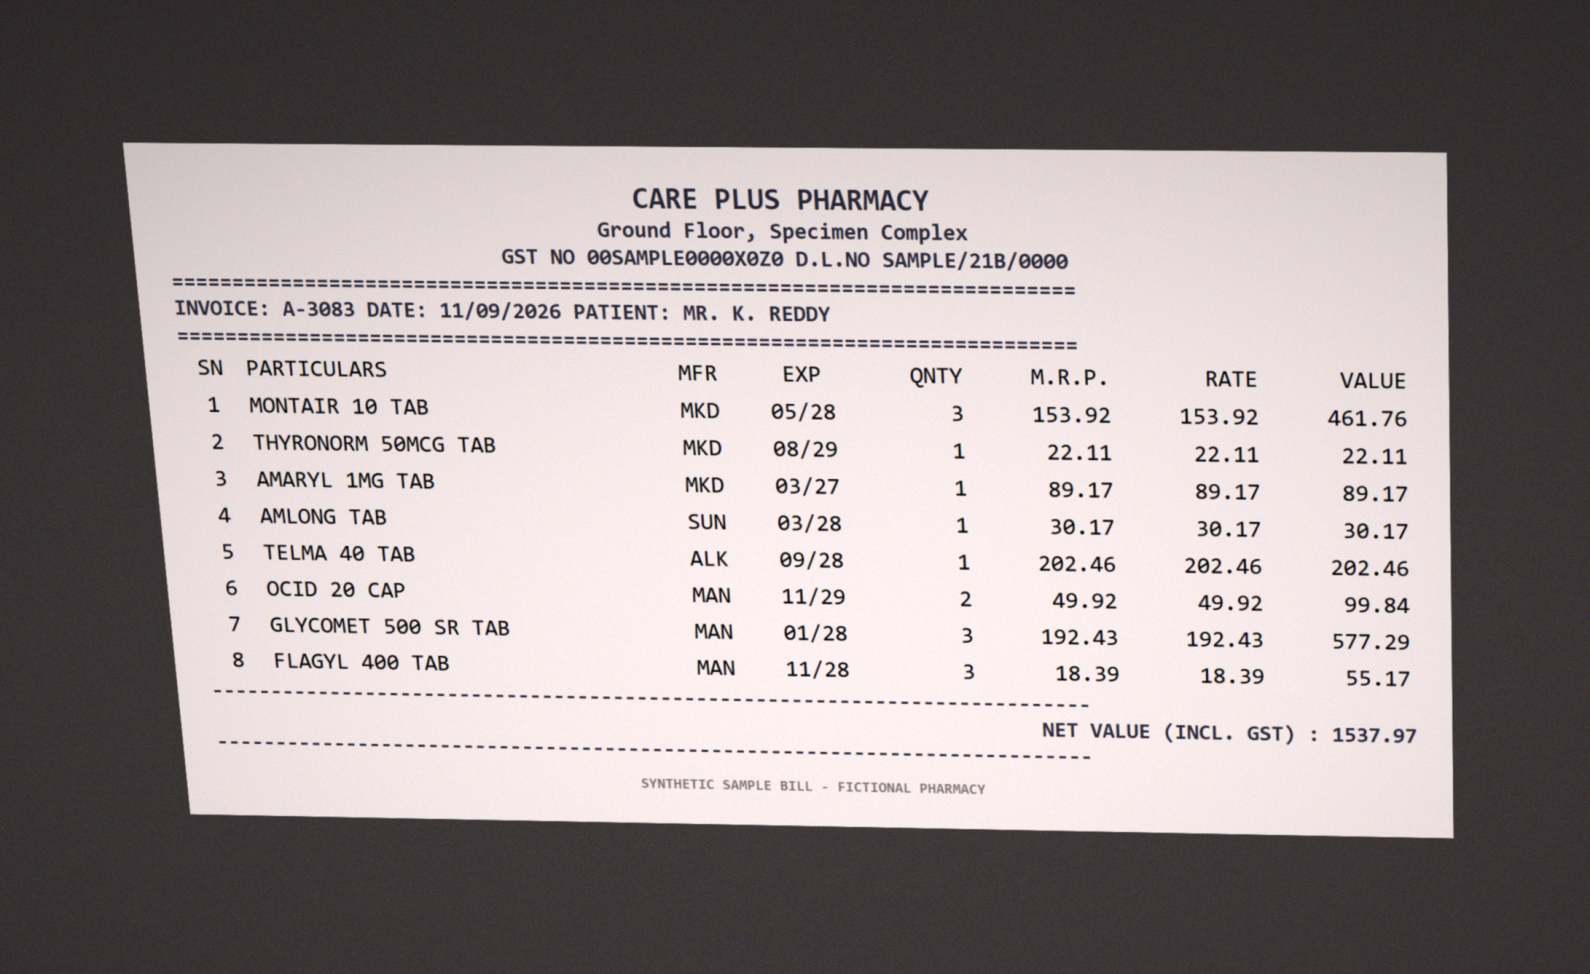 CARE PLUS PHARMACY
Ground Floor, Specimen Complex
GST NO 00SAMPLE0000X0Z0 D.L.NO SAMPLE/21B/0000
===========================================================================
INVOICE: A-3083 DATE: 11/09/2026 PATIENT: MR. K. REDDY
===========================================================================
SN PARTICULARS MFR EXP QNTY M.R.P. RATE VALUE
1 MONTAIR 10 TAB MKD 05/28 3 153.92 153.92 461.76
2 THYRONORM 50MCG TAB MKD 08/29 1 22.11 22.11 22.11
3 AMARYL 1MG TAB MKD 03/27 1 89.17 89.17 89.17
4 AMLONG TAB SUN 03/28 1 30.17 30.17 30.17
5 TELMA 40 TAB ALK 09/28 1 202.46 202.46 202.46
6 OCID 20 CAP MAN 11/29 2 49.92 49.92 99.84
7 GLYCOMET 500 SR TAB MAN 01/28 3 192.43 192.43 577.29
8 FLAGYL 400 TAB MAN 11/28 3 18.39 18.39 55.17
---------------------------------------------------------------------------
NET VALUE (INCL. GST) : 1537.97
---------------------------------------------------------------------------
SYNTHETIC SAMPLE BILL - FICTIONAL PHARMACY